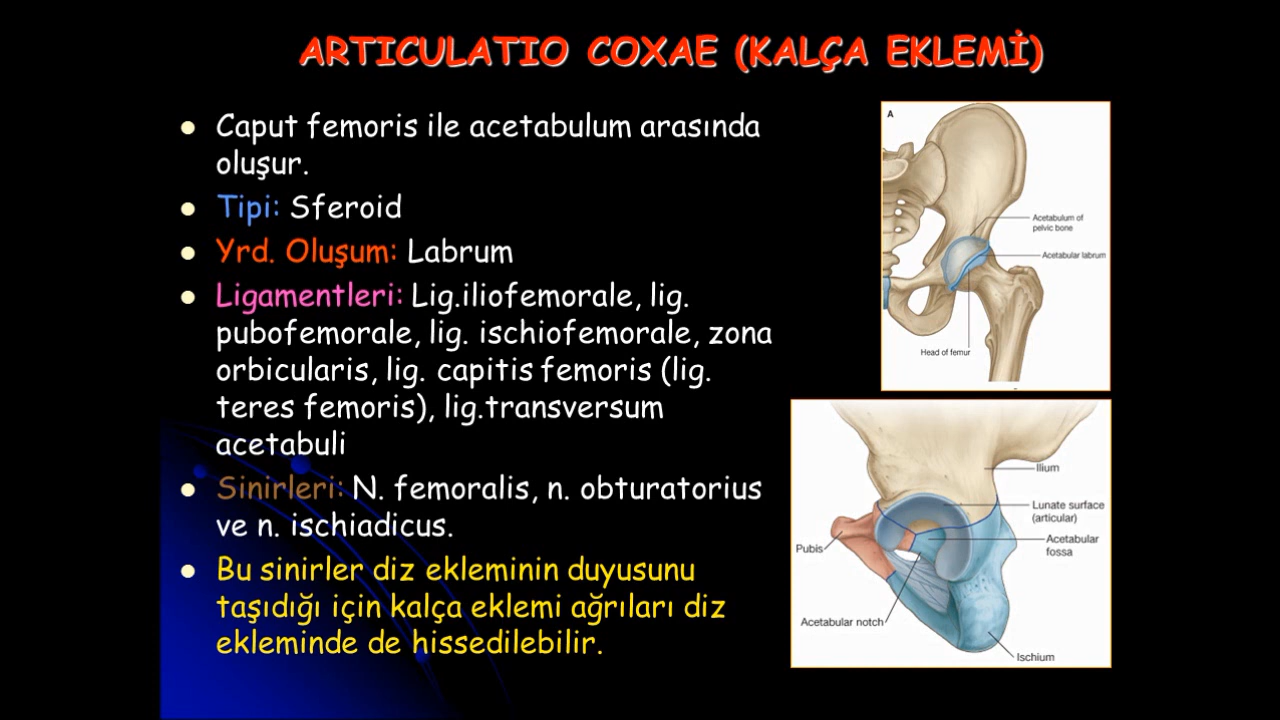 ARTICULATIO COXAE (KALÇA EKLEMİ)
Caput femoris ile acetabulum arasında
oluşur.
Tipi: Sferoid
Yrd. Oluşum: Labrum
Ligamentleri: Lig.iliofemorale, lig.
pubofemorale, lig. ischiofemorale, zona
orbicularis, lig. capitis femoris (lig.
teres femoris), lig.transversum
acetabuli
Sinirleri: N. femoralis, n. obturatorius
ve n. ischiadicus.
Bu sinirler diz ekleminin duyusunu
taşıdığı için kalça eklemi ağrıları diz
ekleminde de hissedilebilir.
A
Acetabulum of
pelvic bone
Acetabular labrum
Head of femur
Ilium
Lunate surface
(articular)
Acetabular
fossa
Pubis
Acetabular notch
Ischium